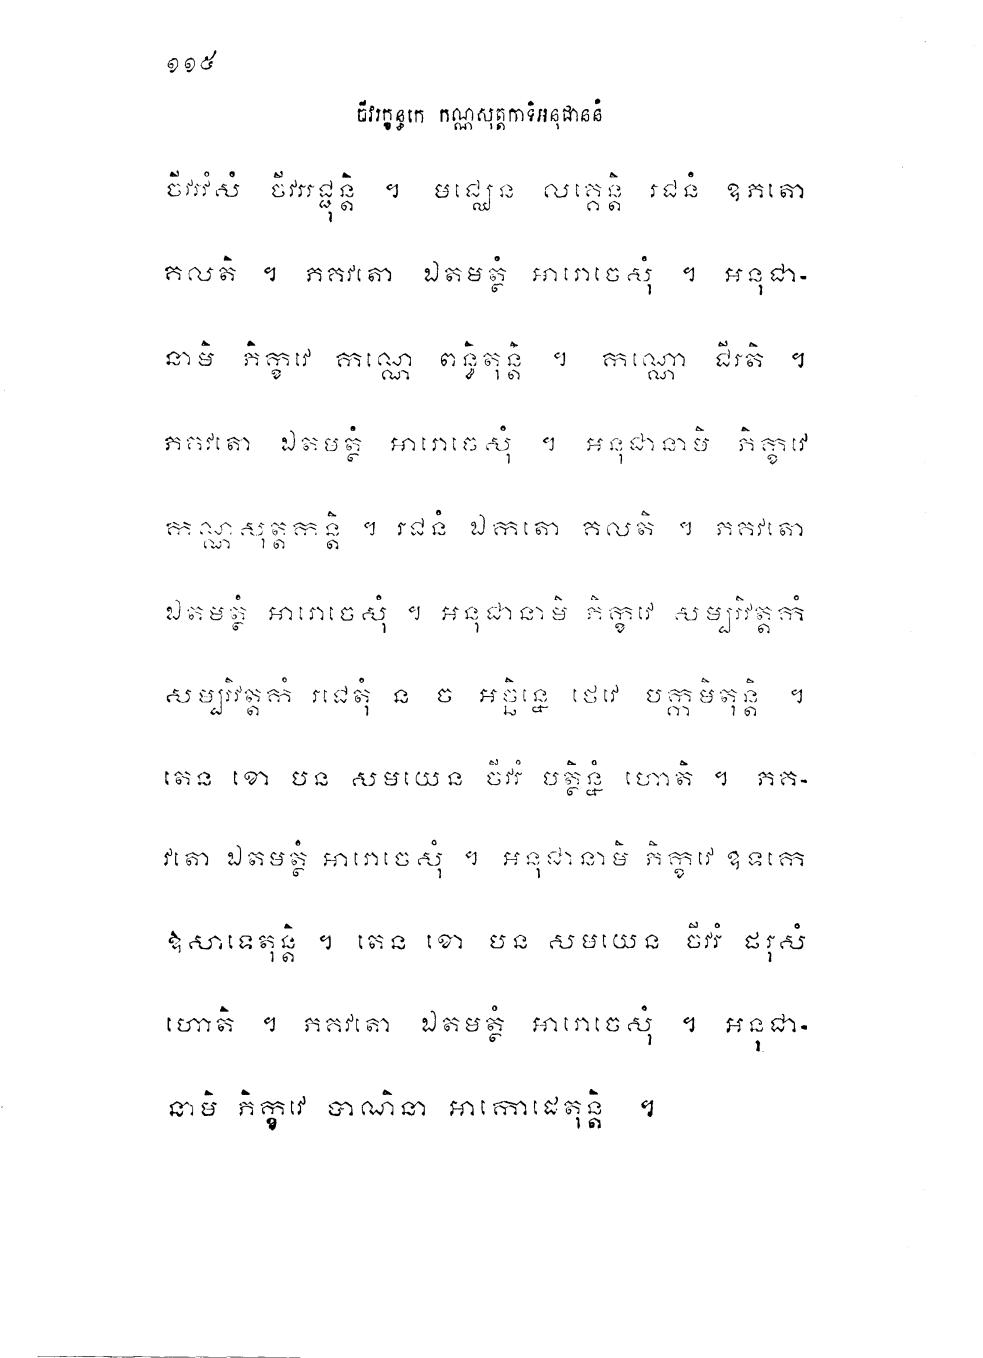 ១១៥
ចីវរក្ខន្ធកេ កណ្ណសុត្តកាទិអនុជាននំ
ចីវរវំសំ ចីវររជ្ជុន្តិ ។ មជ្ឈេន លគ្គេន្តិ រជនំ ឧភតោ
គលតិ ។ ភគវតោ ឯតមត្ថំ អារោចេសុំ ។ អនុជា-
នាមិ ភិក្ខវេ កណ្ណេ ពន្ធិតុន្តិ ។ កណ្ណោ ជីរតិ ។
ភគវតោ ឯតមត្ថំ អារោចេសុំ ។ អនុជានាមិ ភិក្ខវេ
កណ្ណសុត្តកន្តិ ។ រជនំ ឯកតោ គលតិ ។ ភគវតោ
ឯតមត្ថំ អារោចេសុំ ។ អនុជានាមិ ភិក្ខវេ សម្បរិវត្តកំ
សម្បរិវត្តកំ រជេតុំ ន ច អច្ឆិន្នេ ថេវេ បក្កមិតុន្តិ ។
តេន ខោ បន សមយេន ចីវរំ បត្ថិន្នំ ហោតិ ។ ភគ-
វតោ ឯតមត្ថំ អារោចេសុំ ។ អនុជានាមិ ភិក្ខវេ ឧទកេ
ឱសាទេតុន្តិ ។ តេន ខោ បន សមយេន ចីវរំ ផរុសំ
ហោតិ ។ ភគវតោ ឯតមត្ថំ អារោចេសុំ ។ អនុជា-
នាមិ ភិក្ខវេ បាណិនា អាកោដេតុន្តិ ។